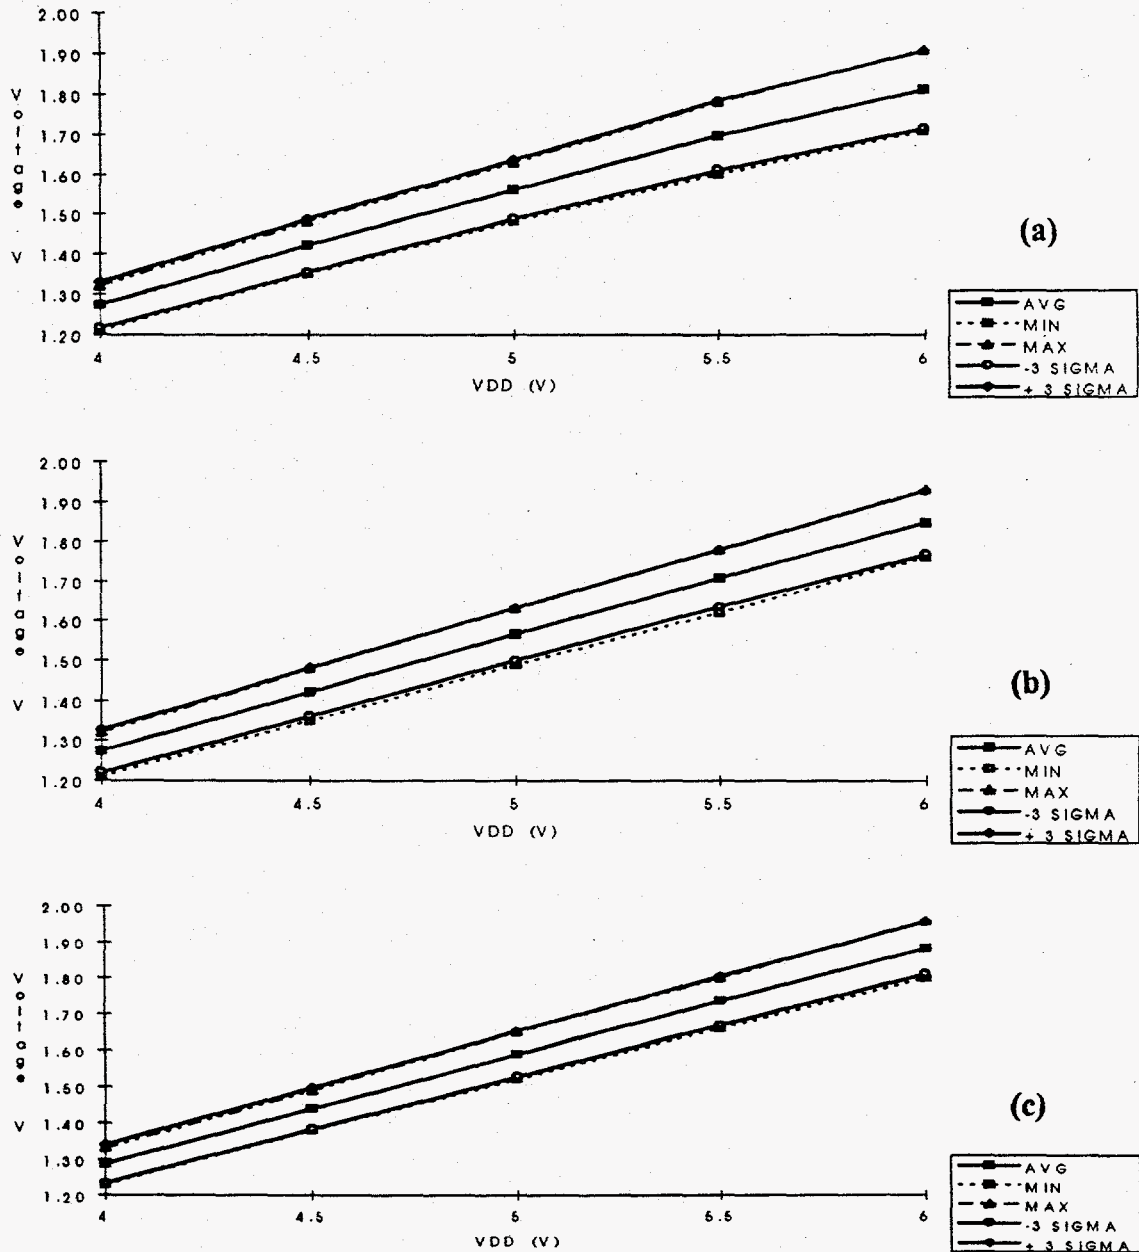 2.00
1.90
1.80
1.70
1.60
1.50
1.40
1.30
1.20
Voltage V
4 4.5 5 5.5 6
VDD (V)
(a)
AVG
MIN
MAX
-3 SIGMA
+ 3 SIGMA
2.00
1.90
1.80
1.70
1.60
1.50
1.40
1.30
1.20
Voltage V
4 4.5 5 5.5 6
VDD (V)
(b)
AVG
MIN
MAX
-3 SIGMA
+ 3 SIGMA
2.00
1.90
1.80
1.70
1.60
1.50
1.40
1.30
1.20
Voltage V
4 4.5 5 5.5 6
VDD (V)
(c)
AVG
MIN
MAX
-3 SIGMA
+ 3 SIGMA